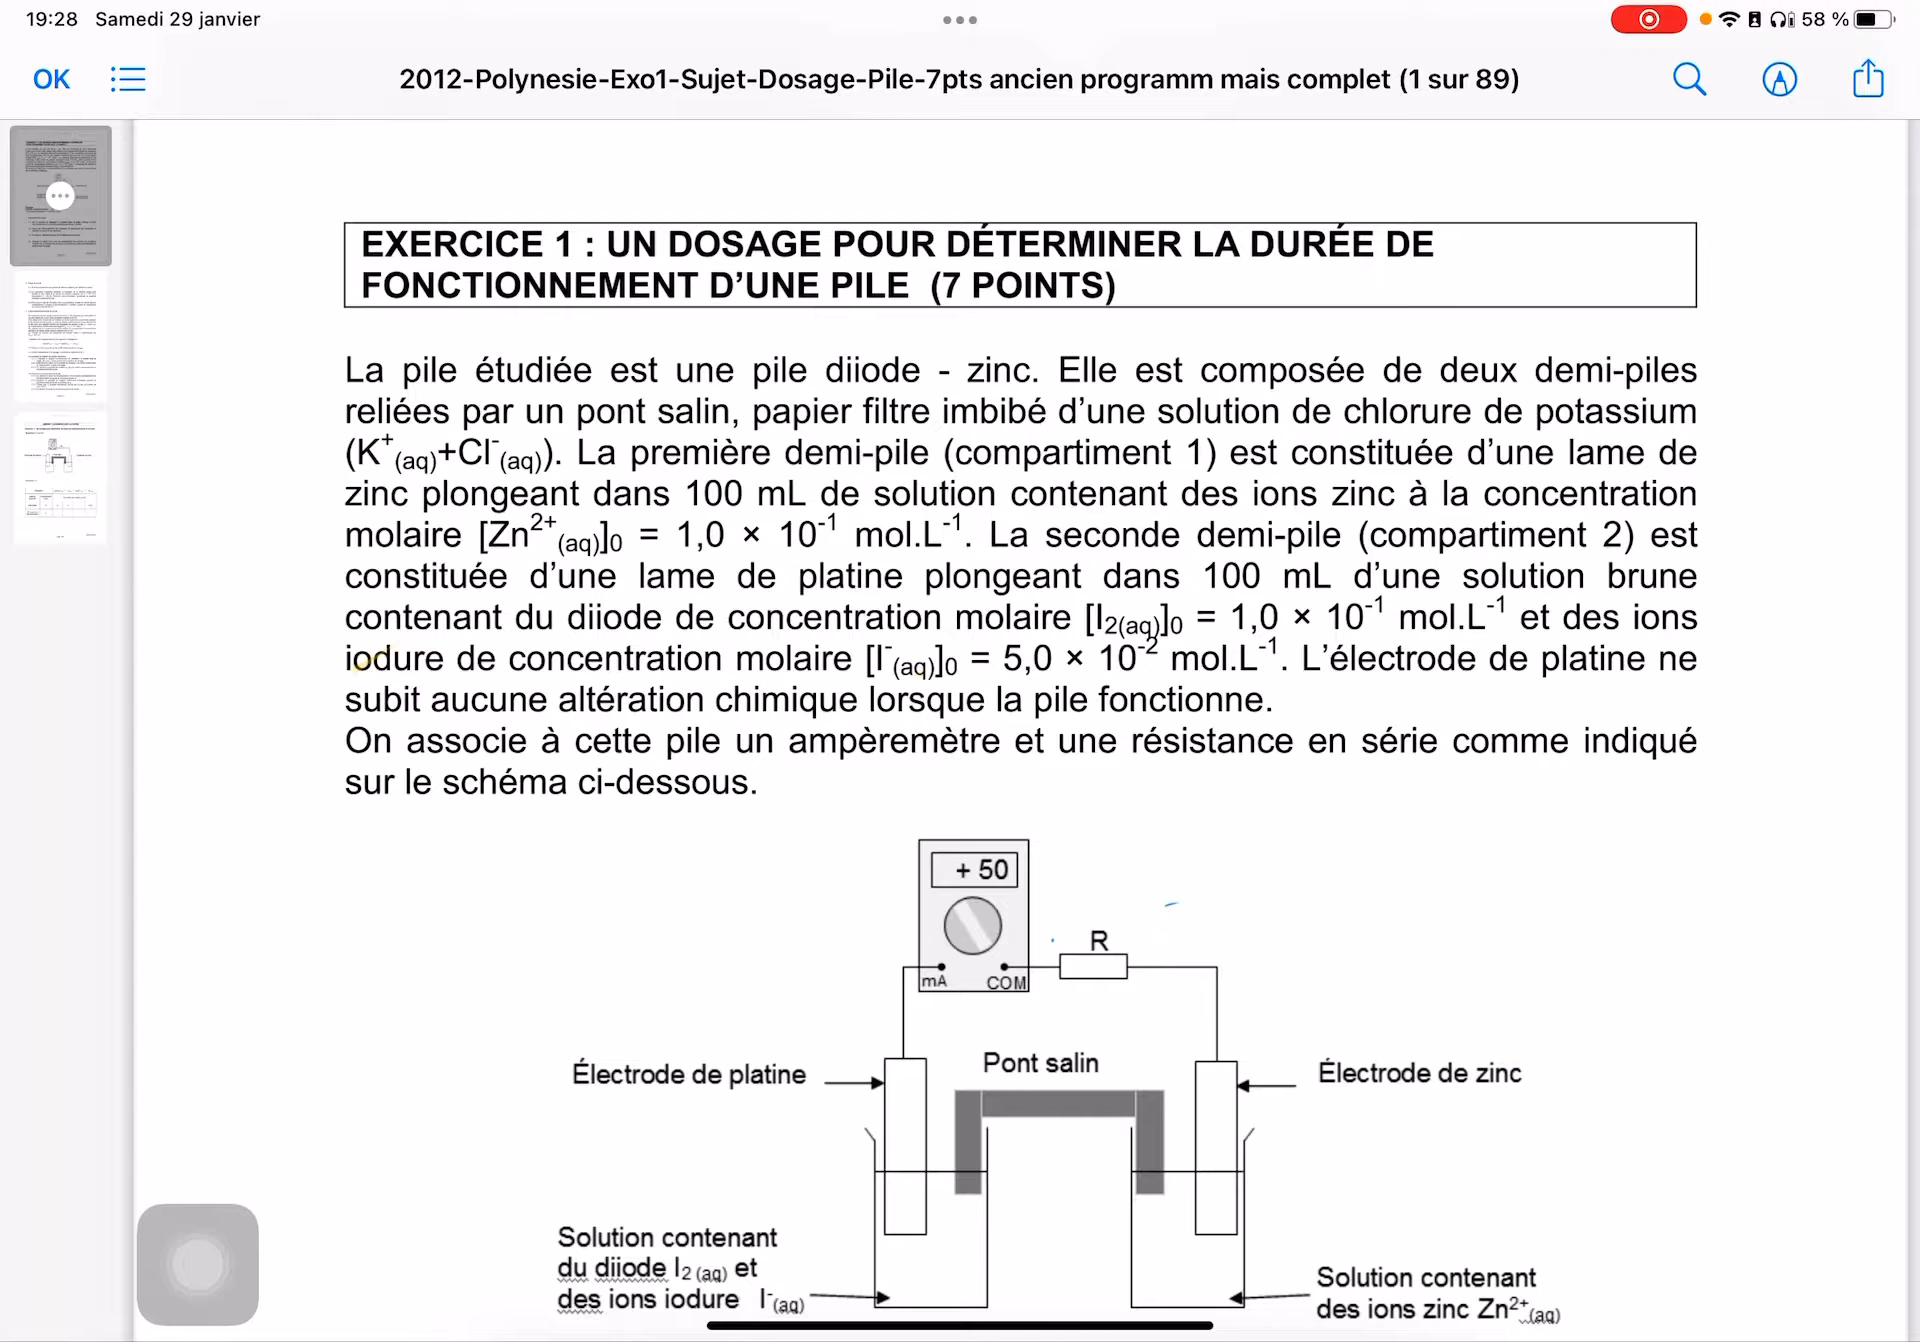 19:28 Samedi 29 janvier
58 %
OK
2012-Polynesie-Exo1-Sujet-Dosage-Pile-7pts ancien programm mais complet (1 sur 89)
EXERCICE 1 : UN DOSAGE POUR DÉTERMINER LA DURÉE DE
FONCTIONNEMENT D’UNE PILE (7 POINTS)
La pile étudiée est une pile diiode - zinc. Elle est composée de deux demi-piles
reliées par un pont salin, papier filtre imbibé d’une solution de chlorure de potassium
(K⁺(aq)+Cl⁻(aq)). La première demi-pile (compartiment 1) est constituée d’une lame de
zinc plongeant dans 100 mL de solution contenant des ions zinc à la concentration
molaire [Zn²⁺(aq)]₀ = 1,0 × 10⁻¹ mol.L⁻¹. La seconde demi-pile (compartiment 2) est
constituée d’une lame de platine plongeant dans 100 mL d’une solution brune
contenant du diiode de concentration molaire [I₂(aq)]₀ = 1,0 × 10⁻¹ mol.L⁻¹ et des ions
iodure de concentration molaire [I⁻(aq)]₀ = 5,0 × 10⁻² mol.L⁻¹. L’électrode de platine ne
subit aucune altération chimique lorsque la pile fonctionne.
On associe à cette pile un ampèremètre et une résistance en série comme indiqué
sur le schéma ci-dessous.
+ 50
R
mA COM
Pont salin
Électrode de platine
Électrode de zinc
Solution contenant
du diiode I₂ (aq) et
des ions iodure I⁻(aq)
Solution contenant
des ions zinc Zn²⁺(aq)